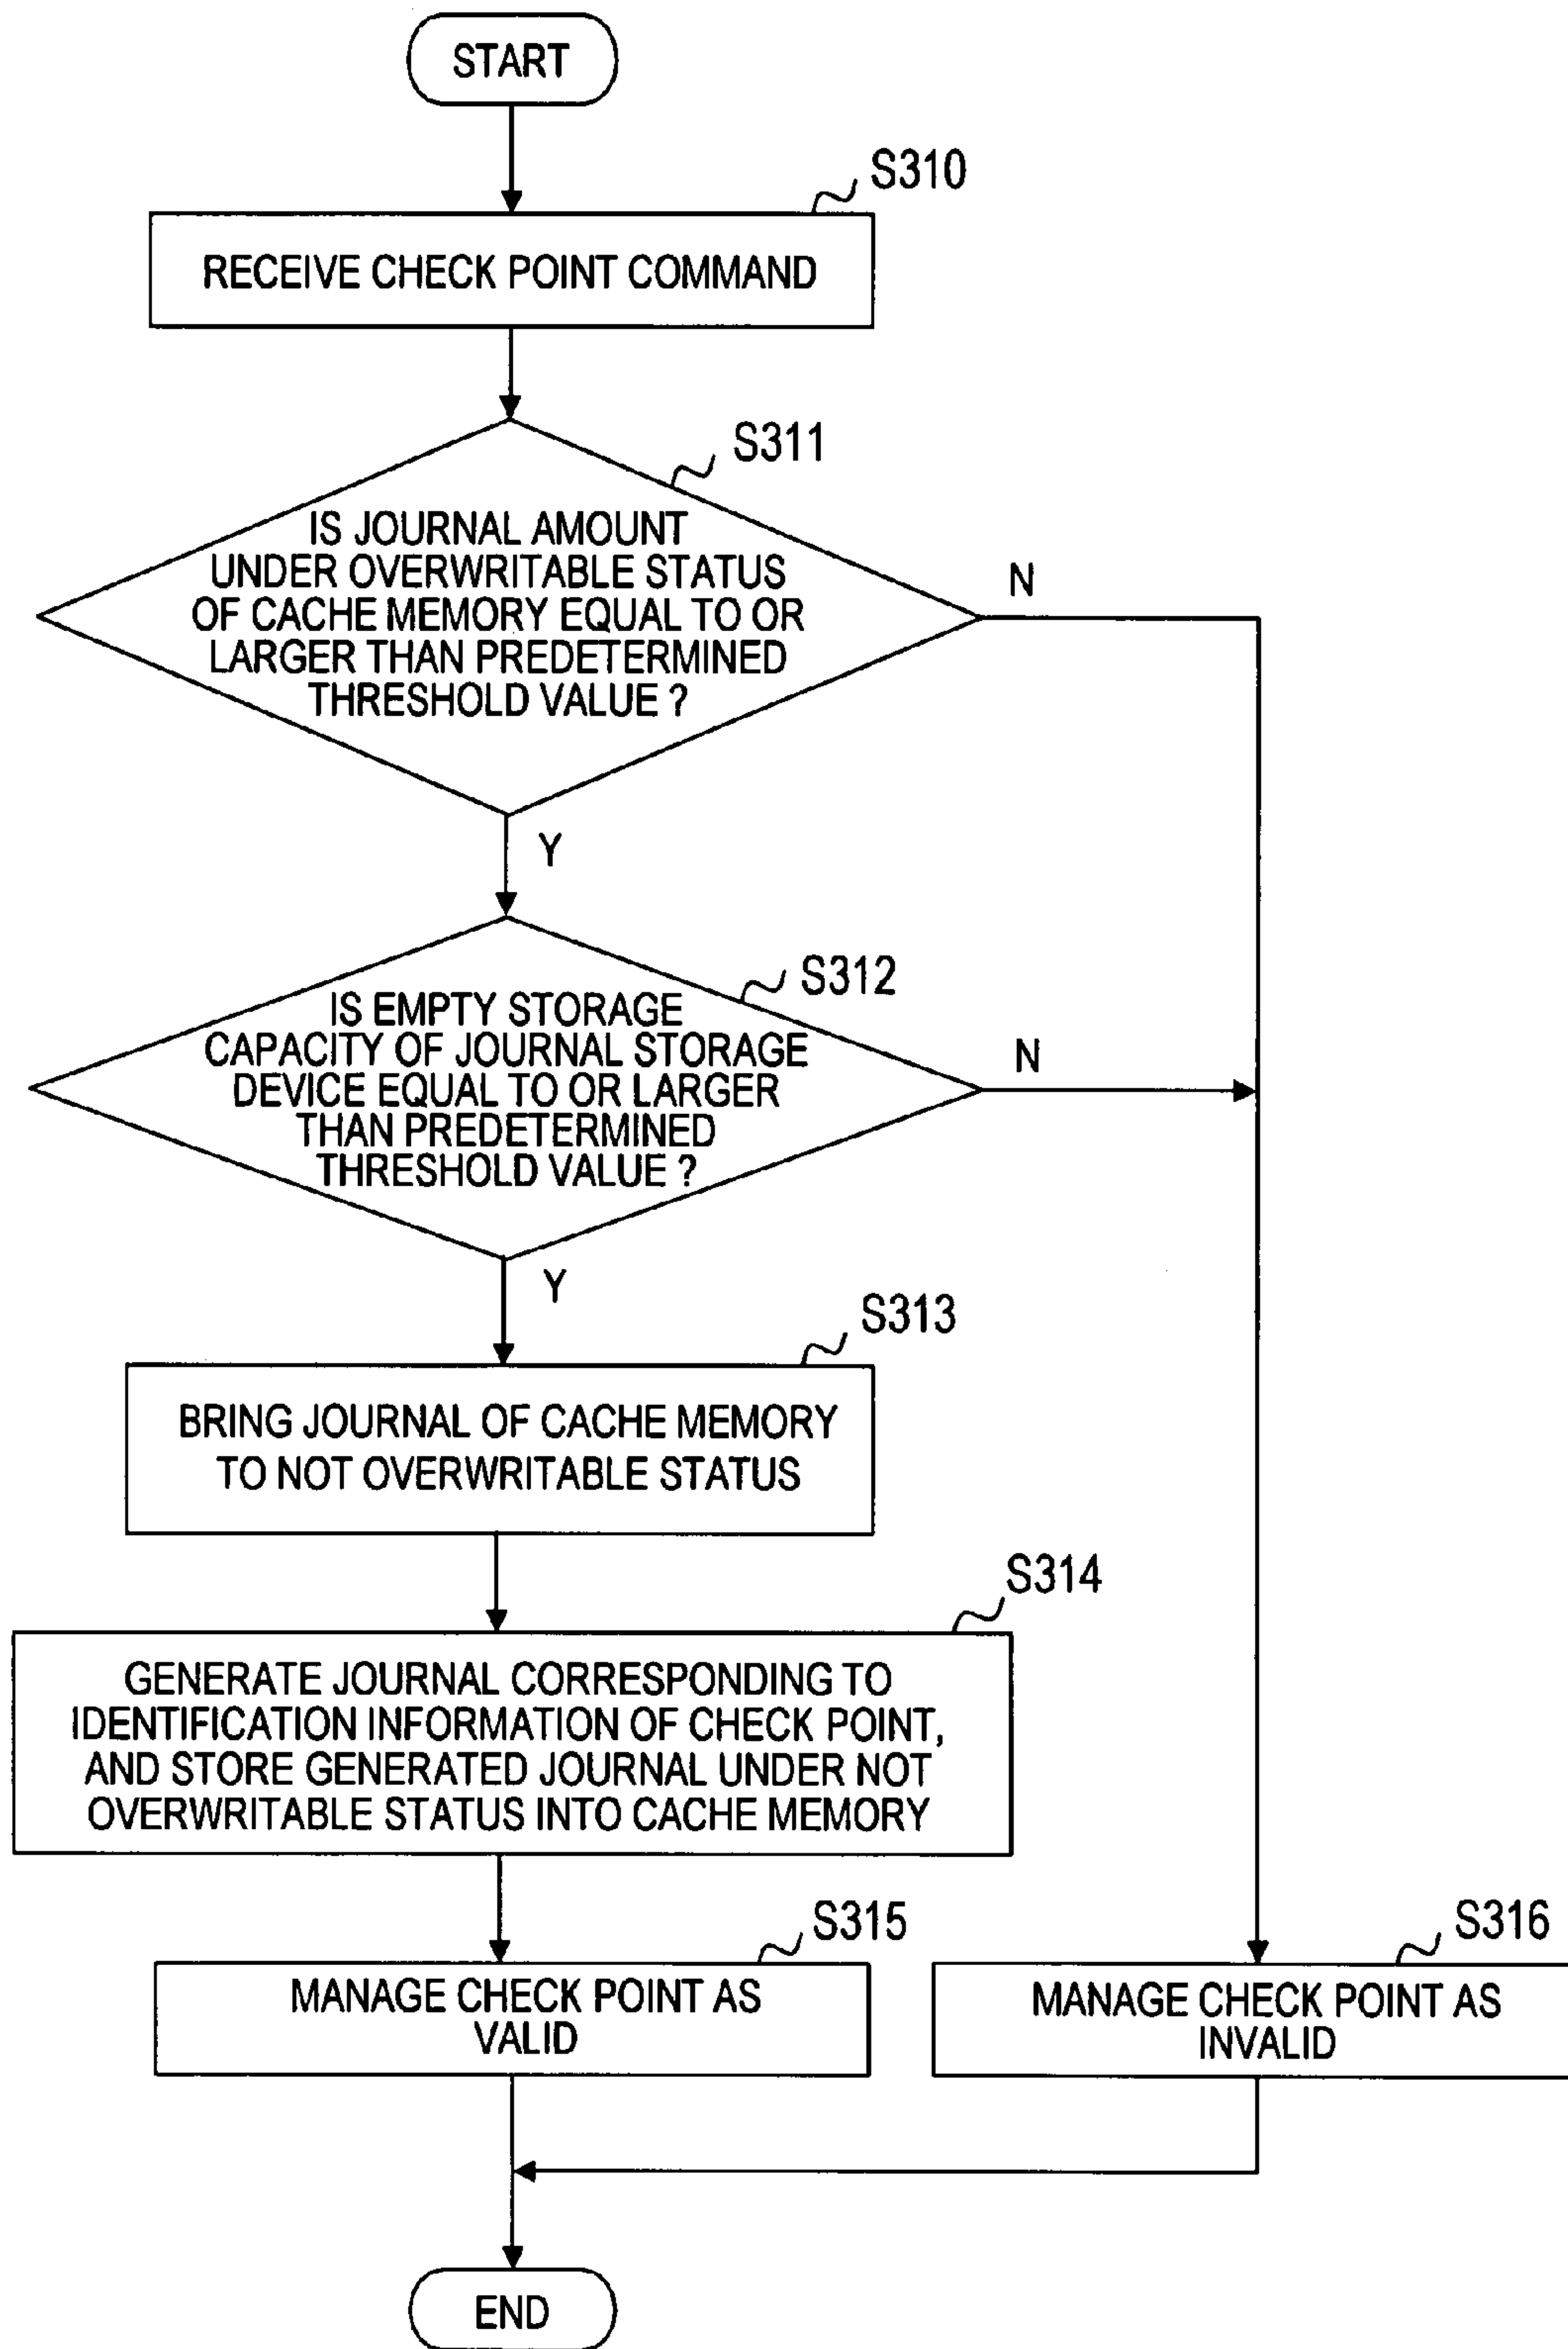 START
S310
RECEIVE CHECK POINT COMMAND
S311
IS JOURNAL AMOUNT
UNDER OVERWRITABLE STATUS
OF CACHE MEMORY EQUAL TO OR
LARGER THAN PREDETERMINED
THRESHOLD VALUE ?
N
Y
S312
IS EMPTY STORAGE
CAPACITY OF JOURNAL STORAGE
DEVICE EQUAL TO OR LARGER
THAN PREDETERMINED
THRESHOLD VALUE ?
N
Y
S313
BRING JOURNAL OF CACHE MEMORY
TO NOT OVERWRITABLE STATUS
S314
GENERATE JOURNAL CORRESPONDING TO
IDENTIFICATION INFORMATION OF CHECK POINT,
AND STORE GENERATED JOURNAL UNDER NOT
OVERWRITABLE STATUS INTO CACHE MEMORY
S315
MANAGE CHECK POINT AS
VALID
S316
MANAGE CHECK POINT AS
INVALID
END